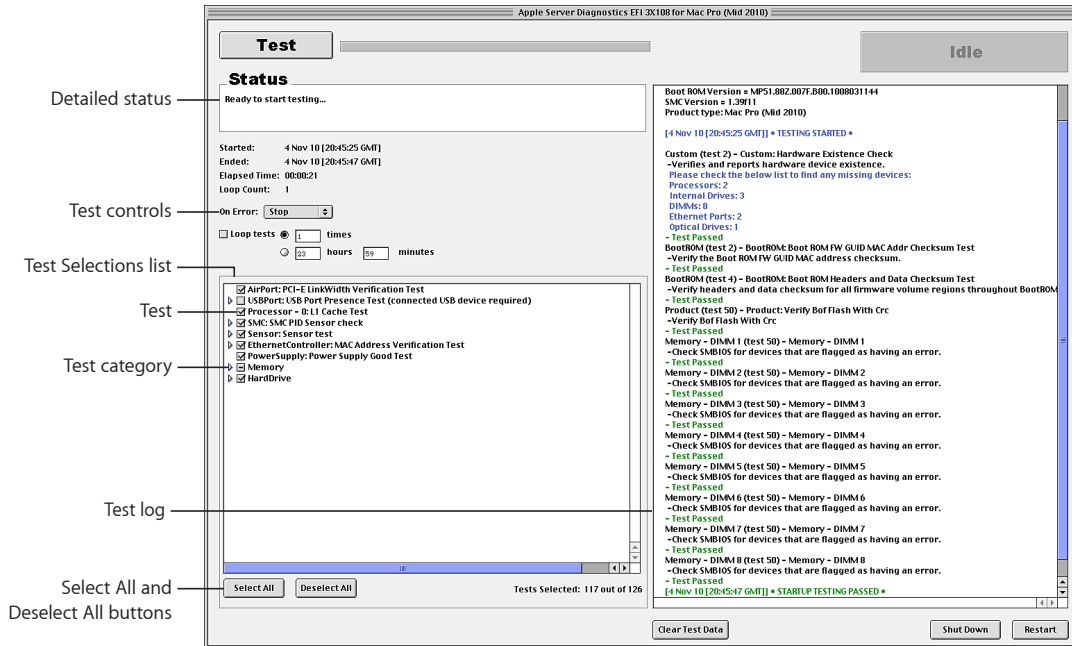 Apple Server Diagnostics EFI 3X108 for Mac Pro (Mid 2010)
Test
Idle
Status
Detailed status
Ready to start testing...
Started: 4 Nov 10 [20:45:25 GMT]
Ended: 4 Nov 10 [20:45:47 GMT]
Elapsed Time: 00:00:21
Loop Count: 1
Test controls
On Error: Stop
Loop tests 1 times
23 hours 59 minutes
Test Selections list
AirPort: PCI-E LinkWidth Verification Test
USBPort: USB Port Presence Test (connected USB device required)
Test
Processor - 0: L1 Cache Test
SMC: SMC PID Sensor check
Sensor: Sensor test
EthernetController: MAC Address Verification Test
PowerSupply: Power Supply Good Test
Test category
Memory
HardDrive
Test log
Select All and
Deselect All buttons
Select All
Deselect All
Tests Selected: 117 out of 126
Boot ROM Version = MP51.88Z.007F.B00.1008031144
SMC Version = 1.39f11
Product type: Mac Pro (Mid 2010)
[4 Nov 10 [20:45:25 GMT]] • TESTING STARTED •
Custom (test 2) - Custom: Hardware Existence Check
-Verifies and reports hardware device existence.
Please check the below list to find any missing devices:
Processors: 2
Internal Drives: 3
DIMMs: 8
Ethernet Ports: 2
Optical Drives: 1
- Test Passed
BootROM (test 2) - BootROM: Boot ROM FW GUID MAC Addr Checksum Test
-Verify the Boot ROM FW GUID MAC address checksum.
- Test Passed
BootROM (test 4) - BootROM: Boot ROM Headers and Data Checksum Test
-Verify headers and data checksum for all firmware volume regions throughout BootROM
- Test Passed
Product (test 50) - Product: Verify Bof Flash With Crc
-Verify Bof Flash With Crc
- Test Passed
Memory - DIMM 1 (test 50) - Memory - DIMM 1
-Check SMBIOS for devices that are flagged as having an error.
- Test Passed
Memory - DIMM 2 (test 50) - Memory - DIMM 2
-Check SMBIOS for devices that are flagged as having an error.
- Test Passed
Memory - DIMM 3 (test 50) - Memory - DIMM 3
-Check SMBIOS for devices that are flagged as having an error.
- Test Passed
Memory - DIMM 4 (test 50) - Memory - DIMM 4
-Check SMBIOS for devices that are flagged as having an error.
- Test Passed
Memory - DIMM 5 (test 50) - Memory - DIMM 5
-Check SMBIOS for devices that are flagged as having an error.
- Test Passed
Memory - DIMM 6 (test 50) - Memory - DIMM 6
-Check SMBIOS for devices that are flagged as having an error.
- Test Passed
Memory - DIMM 7 (test 50) - Memory - DIMM 7
-Check SMBIOS for devices that are flagged as having an error.
- Test Passed
Memory - DIMM 8 (test 50) - Memory - DIMM 8
-Check SMBIOS for devices that are flagged as having an error.
- Test Passed
[4 Nov 10 [20:45:47 GMT]] • STARTUP TESTING PASSED •
Clear Test Data
Shut Down
Restart